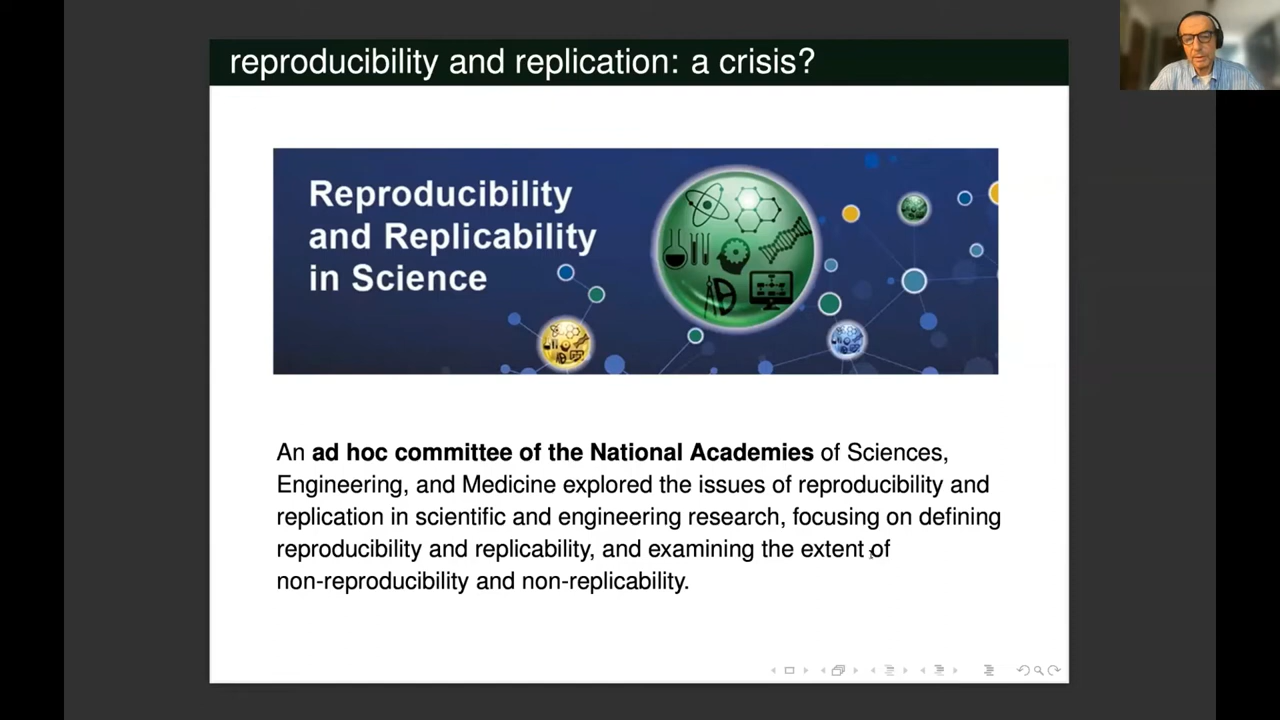 reproducibility and replication: a crisis?
Reproducibility
and Replicability
in Science
An ad hoc committee of the National Academies of Sciences,
Engineering, and Medicine explored the issues of reproducibility and
replication in scientific and engineering research, focusing on defining
reproducibility and replicability, and examining the extent of
non-reproducibility and non-replicability.